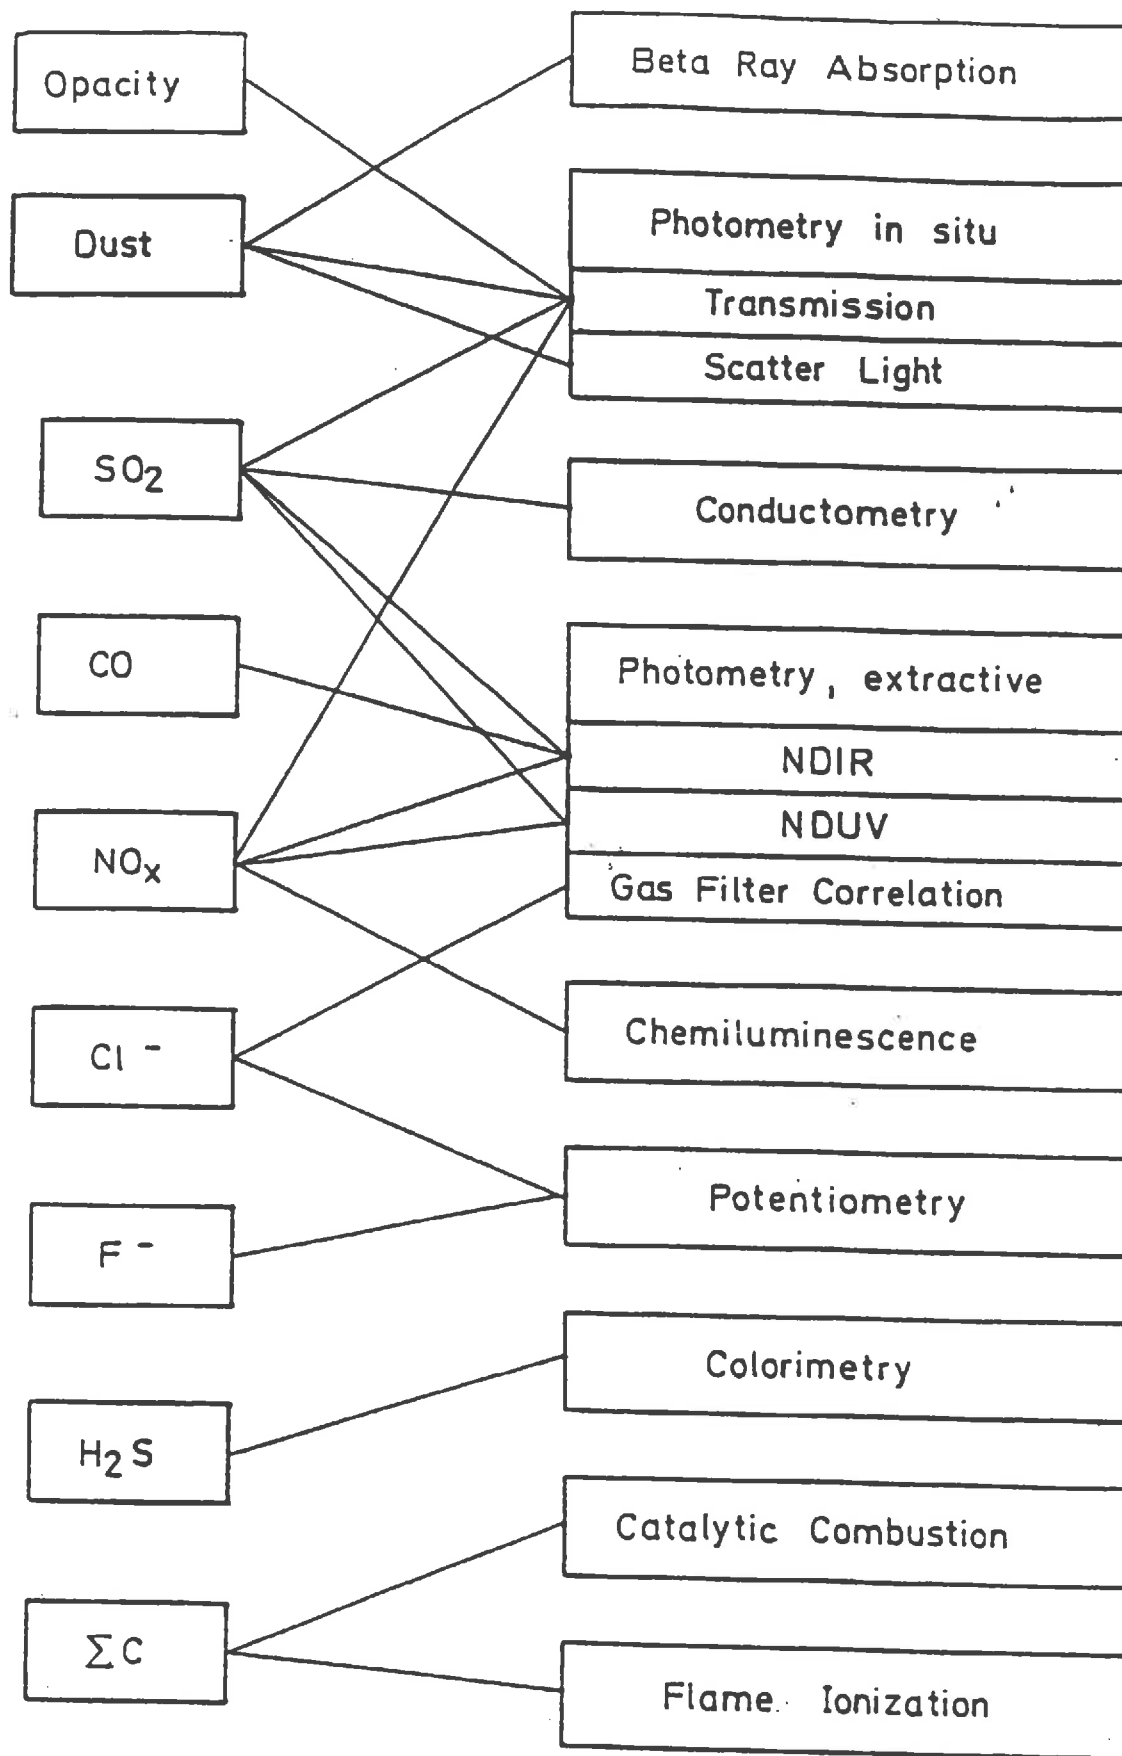 Opacity
Dust
SO₂
CO
NOₓ
Cl⁻
F⁻
H₂S
ΣC
Beta Ray Absorption
Photometry in situ
Transmission
Scatter Light
Conductometry
Photometry, extractive
NDIR
NDUV
Gas Filter Correlation
Chemiluminescence
Potentiometry
Colorimetry
Catalytic Combustion
Flame Ionization